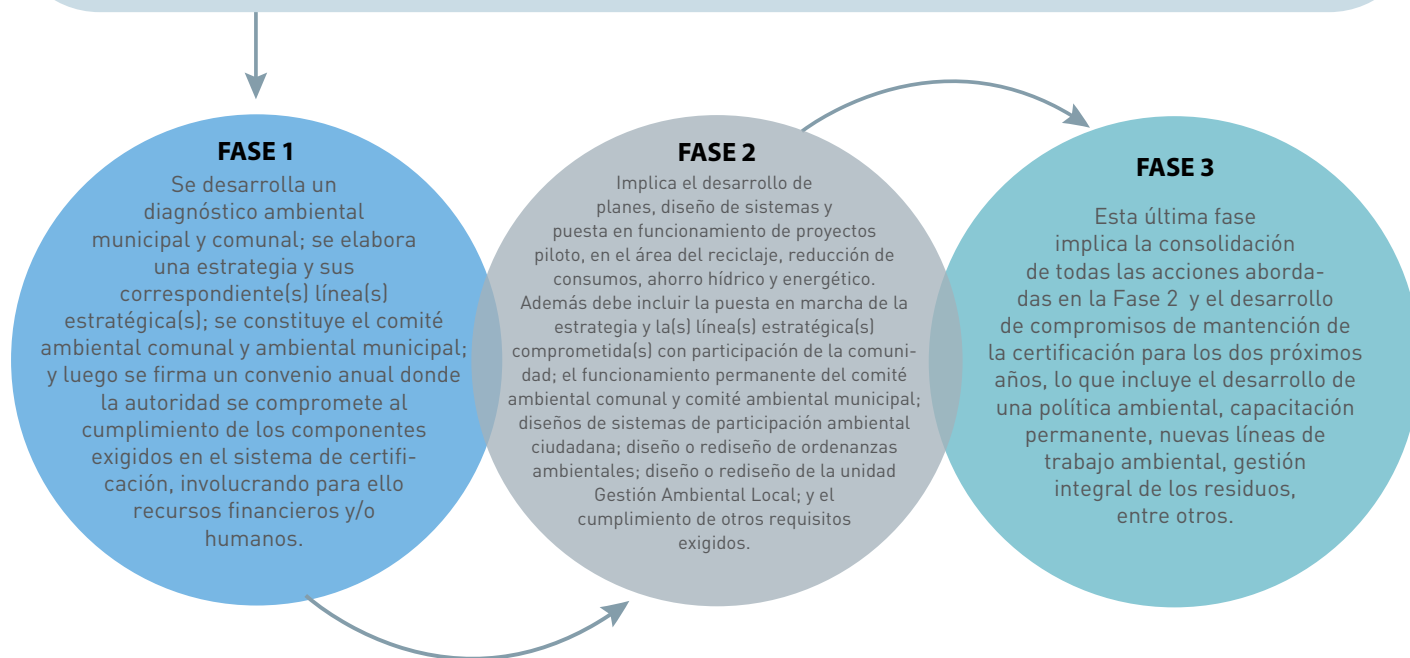 FASE 1
Se desarrolla un
diagnóstico ambiental
municipal y comunal; se elabora
una estrategia y sus
correspondiente(s) línea(s)
estratégica(s); se constituye el comité
ambiental comunal y ambiental municipal;
y luego se firma un convenio anual donde
la autoridad se compromete al
cumplimiento de los componentes
exigidos en el sistema de certifi-
cación, involucrando para ello
recursos financieros y/o
humanos.
FASE 2
Implica el desarrollo de
planes, diseño de sistemas y
puesta en funcionamiento de proyectos
piloto, en el área del reciclaje, reducción de
consumos, ahorro hídrico y energético.
Además debe incluir la puesta en marcha de la
estrategia y la(s) línea(s) estratégica(s)
comprometida(s) con participación de la comuni-
dad; el funcionamiento permanente del comité
ambiental comunal y comité ambiental municipal;
diseños de sistemas de participación ambiental
ciudadana; diseño o rediseño de ordenanzas
ambientales; diseño o rediseño de la unidad
Gestión Ambiental Local; y el
cumplimiento de otros requisitos
exigidos.
FASE 3
Esta última fase
implica la consolidación
de todas las acciones aborda-
das en la Fase 2 y el desarrollo
de compromisos de mantención de
la certificación para los dos próximos
años, lo que incluye el desarrollo de
una política ambiental, capacitación
permanente, nuevas líneas de
trabajo ambiental, gestión
integral de los residuos,
entre otros.